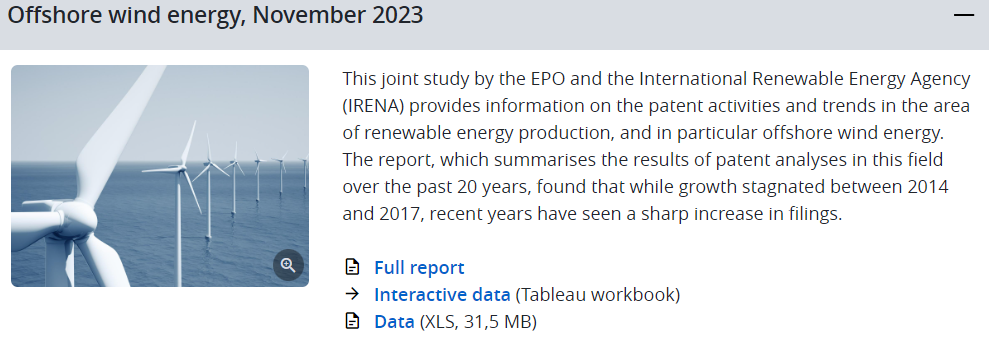 Offshore wind energy, November 2023
This joint study by the EPO and the International Renewable Energy Agency
(IRENA) provides information on the patent activities and trends in the area
of renewable energy production, and in particular offshore wind energy.
The report, which summarises the results of patent analyses in this field
over the past 20 years, found that while growth stagnated between 2014
and 2017, recent years have seen a sharp increase in filings.
Full report
Interactive data (Tableau workbook)
Data (XLS, 31,5 MB)